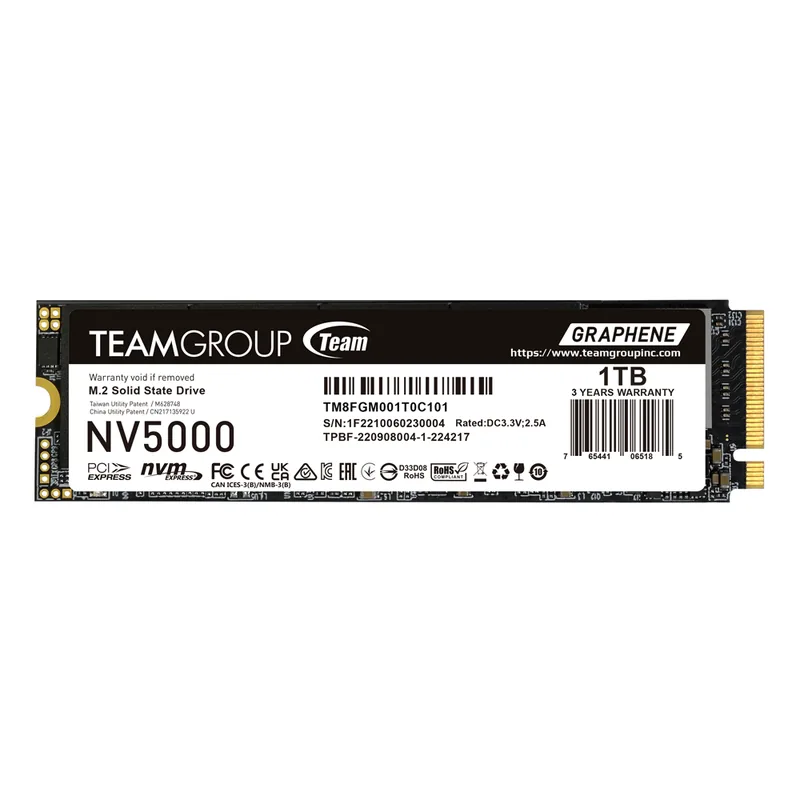 TEAMGROUP Team
GRAPHENE
https://www.teamgroupinc.com
Warranty void if removed
M.2 Solid State Drive
Taiwan Utility Patent / M628748
China Utility Patent / CN217135922 U
NV5000
TM8FGM001T0C101
S/N:1F2210060230004 Rated:DC3.3V;2.5A
TPBF-220908004-1-224217
1TB
3 YEARS WARRANTY
7 65441 06518 5
PCI EXPRESS
nvm EXPRESS
FC CE UKCA
CAN ICES-3(B)/NMB-3(B)
D33D08
RoHS
RoHS
COMPLIANT
10